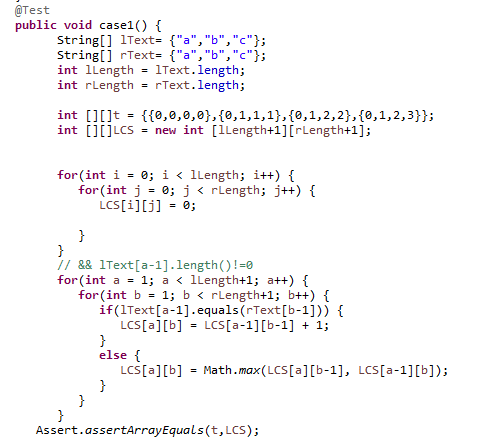 @Test
public void case1() {
String[] lText= {"a","b","c"};
String[] rText= {"a","b","c"};
int lLength = lText.length;
int rLength = rText.length;
int [][]t = {{0,0,0,0},{0,1,1,1},{0,1,2,2},{0,1,2,3}};
int [][]LCS = new int [lLength+1][rLength+1];
for(int i = 0; i < lLength; i++) {
for(int j = 0; j < rLength; j++) {
LCS[i][j] = 0;
}
}
// && lText[a-1].length()!=0
for(int a = 1; a < lLength+1; a++) {
for(int b = 1; b < rLength+1; b++) {
if(lText[a-1].equals(rText[b-1])) {
LCS[a][b] = LCS[a-1][b-1] + 1;
}
else {
LCS[a][b] = Math.max(LCS[a][b-1], LCS[a-1][b]);
}
}
}
Assert.assertArrayEquals(t,LCS);